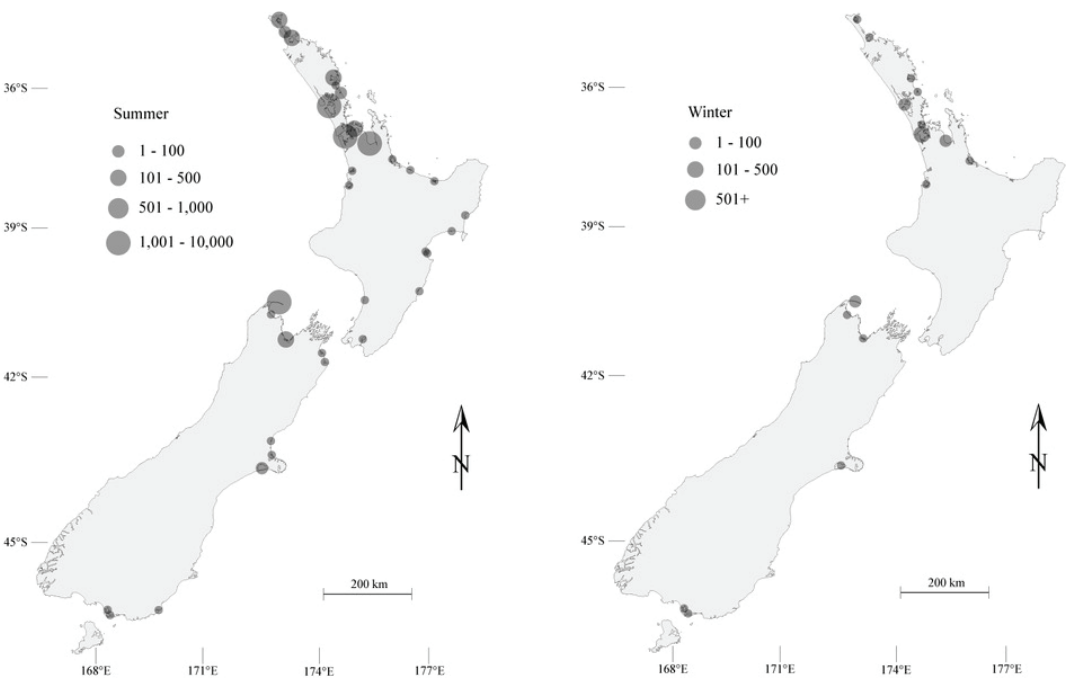 Summer
1 - 100
101 - 500
501 - 1,000
1,001 - 10,000
36°S
39°S
42°S
45°S
N
200 km
168°E
171°E
174°E
177°E
Winter
1 - 100
101 - 500
501+
36°S
39°S
42°S
45°S
N
200 km
168°E
171°E
174°E
177°E